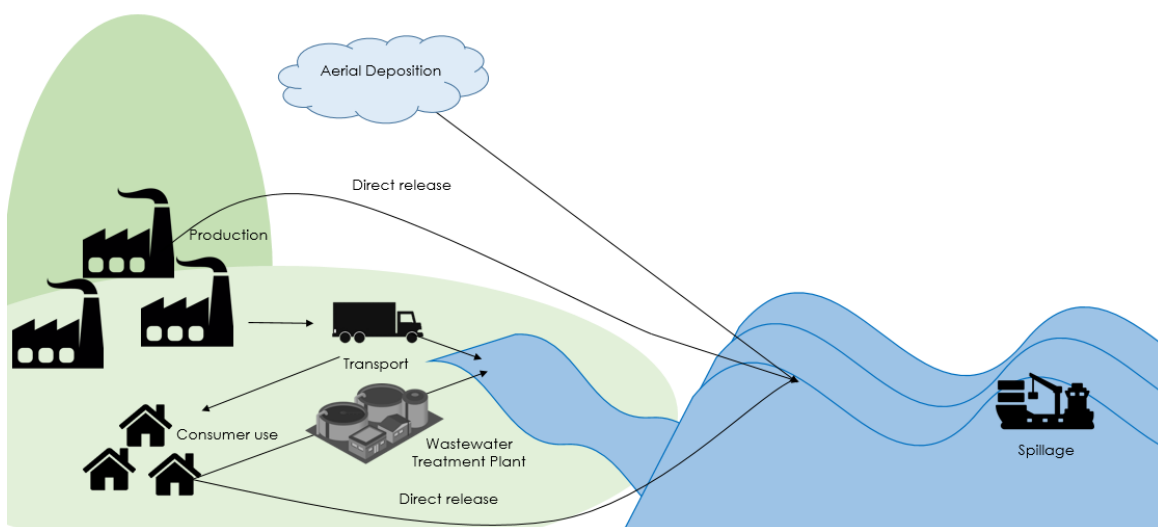 Aerial Deposition
Direct release
Production
Transport
Consumer use
Wastewater
Treatment Plant
Spillage
Direct release